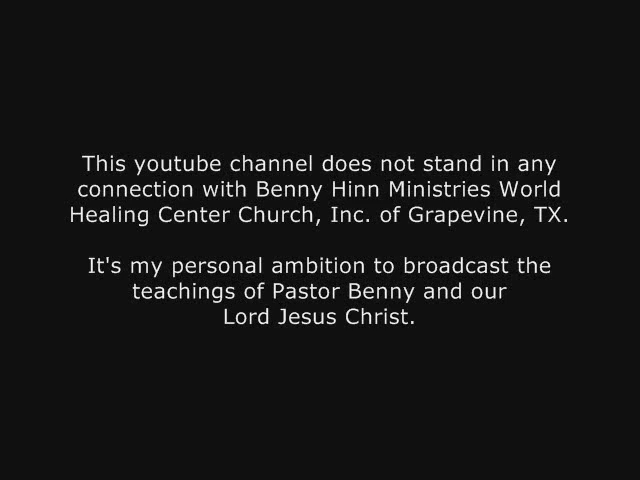 This youtube channel does not stand in any
connection with Benny Hinn Ministries World
Healing Center Church, Inc. of Grapevine, TX.
It's my personal ambition to broadcast the
teachings of Pastor Benny and our
Lord Jesus Christ.